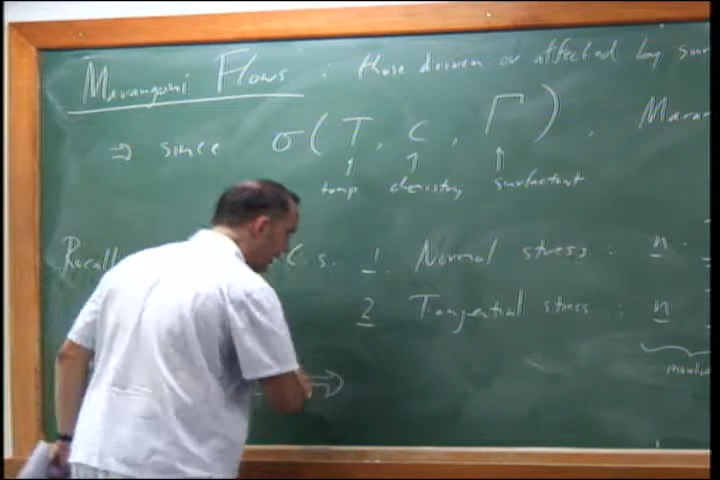 Marangoni Flows : those driven or affected by sur
⇒ since σ(T, c, Γ), Maran
↑ ↑ ↑
temp chemistry surfactant
Recall C.s. 1. Normal stress : n ·
2 Tangential stress : n